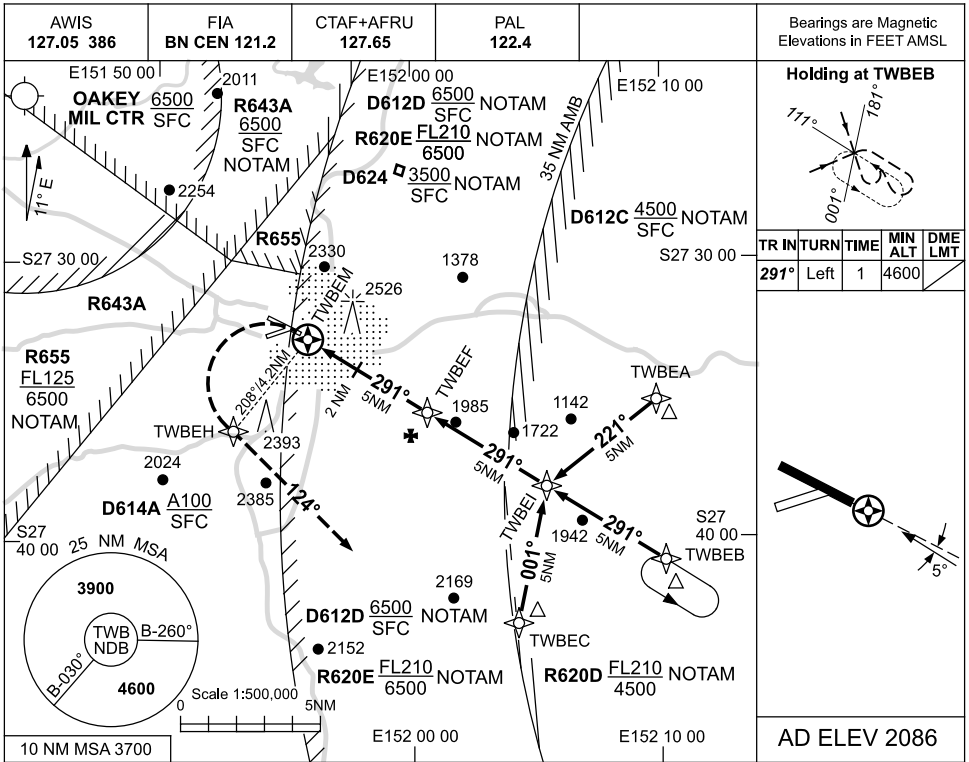 AWIS
127.05 386
FIA
BN CEN 121.2
CTAF+AFRU
127.65
PAL
122.4
Bearings are Magnetic
Elevations in FEET AMSL
E151 50 00
E152 00 00
E152 10 00
2011
OAKEY
MIL CTR
6500
SFC
R643A
6500
SFC
NOTAM
D612D 6500 NOTAM
SFC
R620E FL210
6500
D624 3500 NOTAM
SFC
35 NM AMB
D612C 4500 NOTAM
SFC
11° E
2254
S27 30 00
S27 30 00
R655
2330
1378
2526
TWBEM
R643A
R655
FL125
6500
NOTAM
208°/4.2NM
2 NM
291°
5NM
TWBEF
TWBEA
1985
1142
1722
221°
5NM
TWBEH
2393
2024
2385
124°
D614A A100
SFC
291°
5NM
TWBEI
1942
291°
5NM
S27
40 00
S27
40 00
TWBEB
001°
5NM
2169
TWBEC
25 NM MSA
3900
TWB
NDB
B-260°
B-030°
4600
D612D 6500 NOTAM
SFC
2152
R620E FL210 NOTAM
6500
R620D FL210 NOTAM
4500
Scale 1:500,000
0 5NM
10 NM MSA 3700
E152 00 00
E152 10 00
Holding at TWBEB
111°
181°
001°
TR IN TURN TIME MIN ALT DME LMT
291° Left 1 4600
5°
AD ELEV 2086